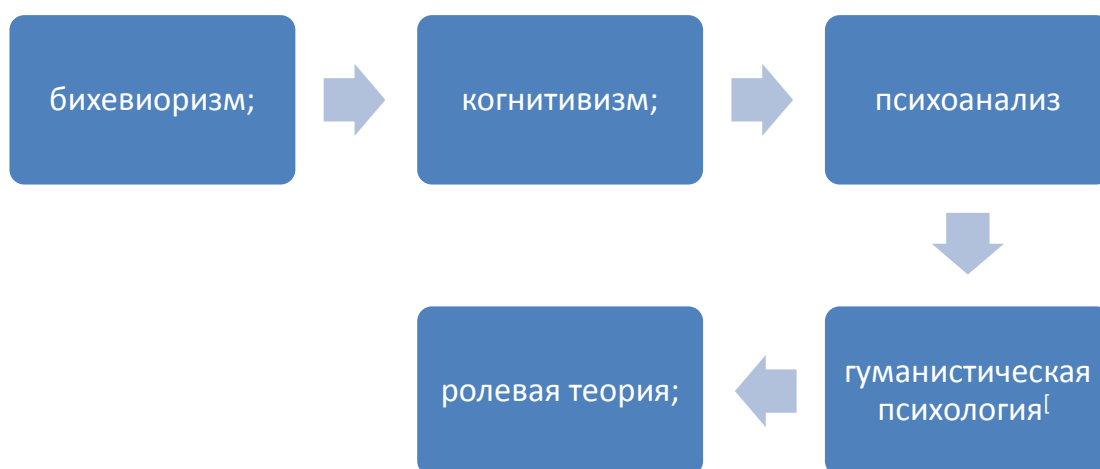 бихевиоризм;
когнитивизм;
психоанализ
гуманистическая
психология[
ролевая теория;